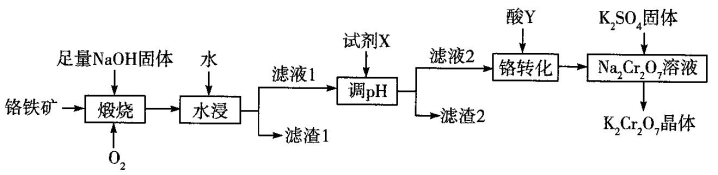 酸Y
K₂SO₄固体
试剂X
足量NaOH固体
水
滤液1
滤液2
铬铁矿
煅烧
水浸
调pH
铬转化
Na₂Cr₂O₇溶液
滤渣1
滤渣2
O₂
K₂Cr₂O₇晶体